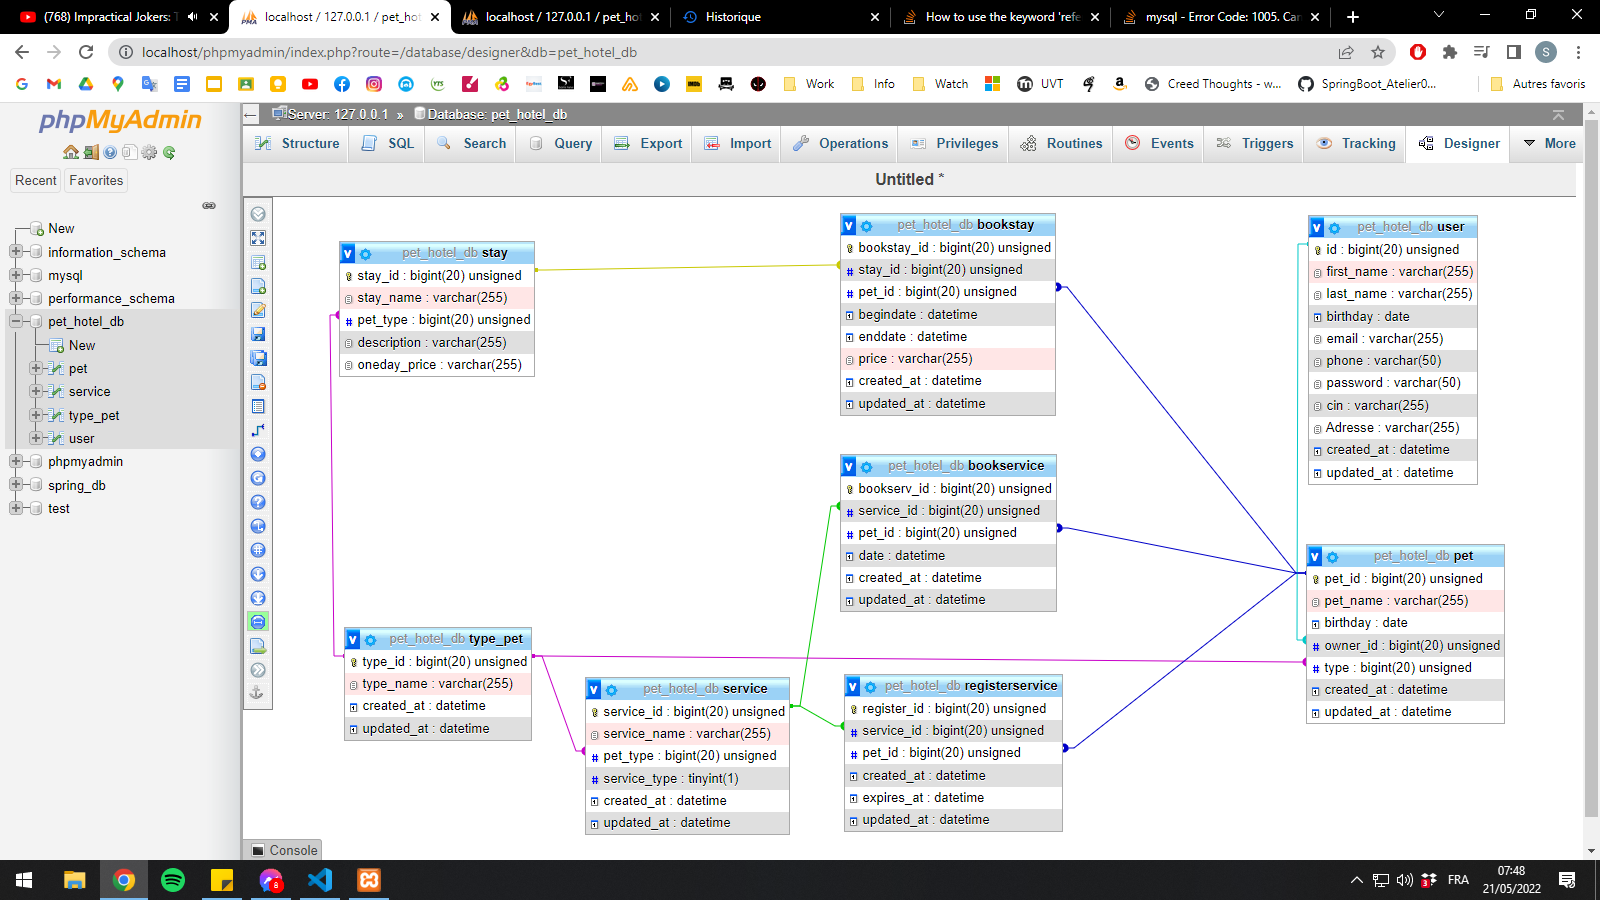 (768) Impractical Jokers: T
localhost / 127.0.0.1 / pet_hot
localhost / 127.0.0.1 / pet_hot
Historique
How to use the keyword 'refe
mysql - Error Code: 1005. Can
localhost/phpmyadmin/index.php?route=/database/designer&db=pet_hotel_db
S
Work
Info
Watch
UVT
Creed Thoughts - w...
SpringBoot_Atelier0...
Autres favoris
phpMyAdmin
Recent
Favorites
New
information_schema
mysql
performance_schema
pet_hotel_db
New
pet
service
type_pet
user
phpmyadmin
spring_db
test
Server: 127.0.0.1 » Database: pet_hotel_db
Structure
SQL
Search
Query
Export
Import
Operations
Privileges
Routines
Events
Triggers
Tracking
Designer
More
Untitled *
pet_hotel_db stay
stay_id : bigint(20) unsigned
stay_name : varchar(255)
pet_type : bigint(20) unsigned
description : varchar(255)
oneday_price : varchar(255)
pet_hotel_db bookstay
bookstay_id : bigint(20) unsigned
stay_id : bigint(20) unsigned
pet_id : bigint(20) unsigned
begindate : datetime
enddate : datetime
price : varchar(255)
created_at : datetime
updated_at : datetime
pet_hotel_db user
id : bigint(20) unsigned
first_name : varchar(255)
last_name : varchar(255)
birthday : date
email : varchar(255)
phone : varchar(50)
password : varchar(50)
cin : varchar(255)
Adresse : varchar(255)
created_at : datetime
updated_at : datetime
pet_hotel_db bookservice
bookserv_id : bigint(20) unsigned
service_id : bigint(20) unsigned
pet_id : bigint(20) unsigned
date : datetime
created_at : datetime
updated_at : datetime
pet_hotel_db pet
pet_id : bigint(20) unsigned
pet_name : varchar(255)
birthday : date
owner_id : bigint(20) unsigned
type : bigint(20) unsigned
created_at : datetime
updated_at : datetime
pet_hotel_db type_pet
type_id : bigint(20) unsigned
type_name : varchar(255)
created_at : datetime
updated_at : datetime
pet_hotel_db service
service_id : bigint(20) unsigned
service_name : varchar(255)
pet_type : bigint(20) unsigned
service_type : tinyint(1)
created_at : datetime
updated_at : datetime
pet_hotel_db registerservice
register_id : bigint(20) unsigned
service_id : bigint(20) unsigned
pet_id : bigint(20) unsigned
created_at : datetime
expires_at : datetime
updated_at : datetime
Console
FRA
07:48
21/05/2022